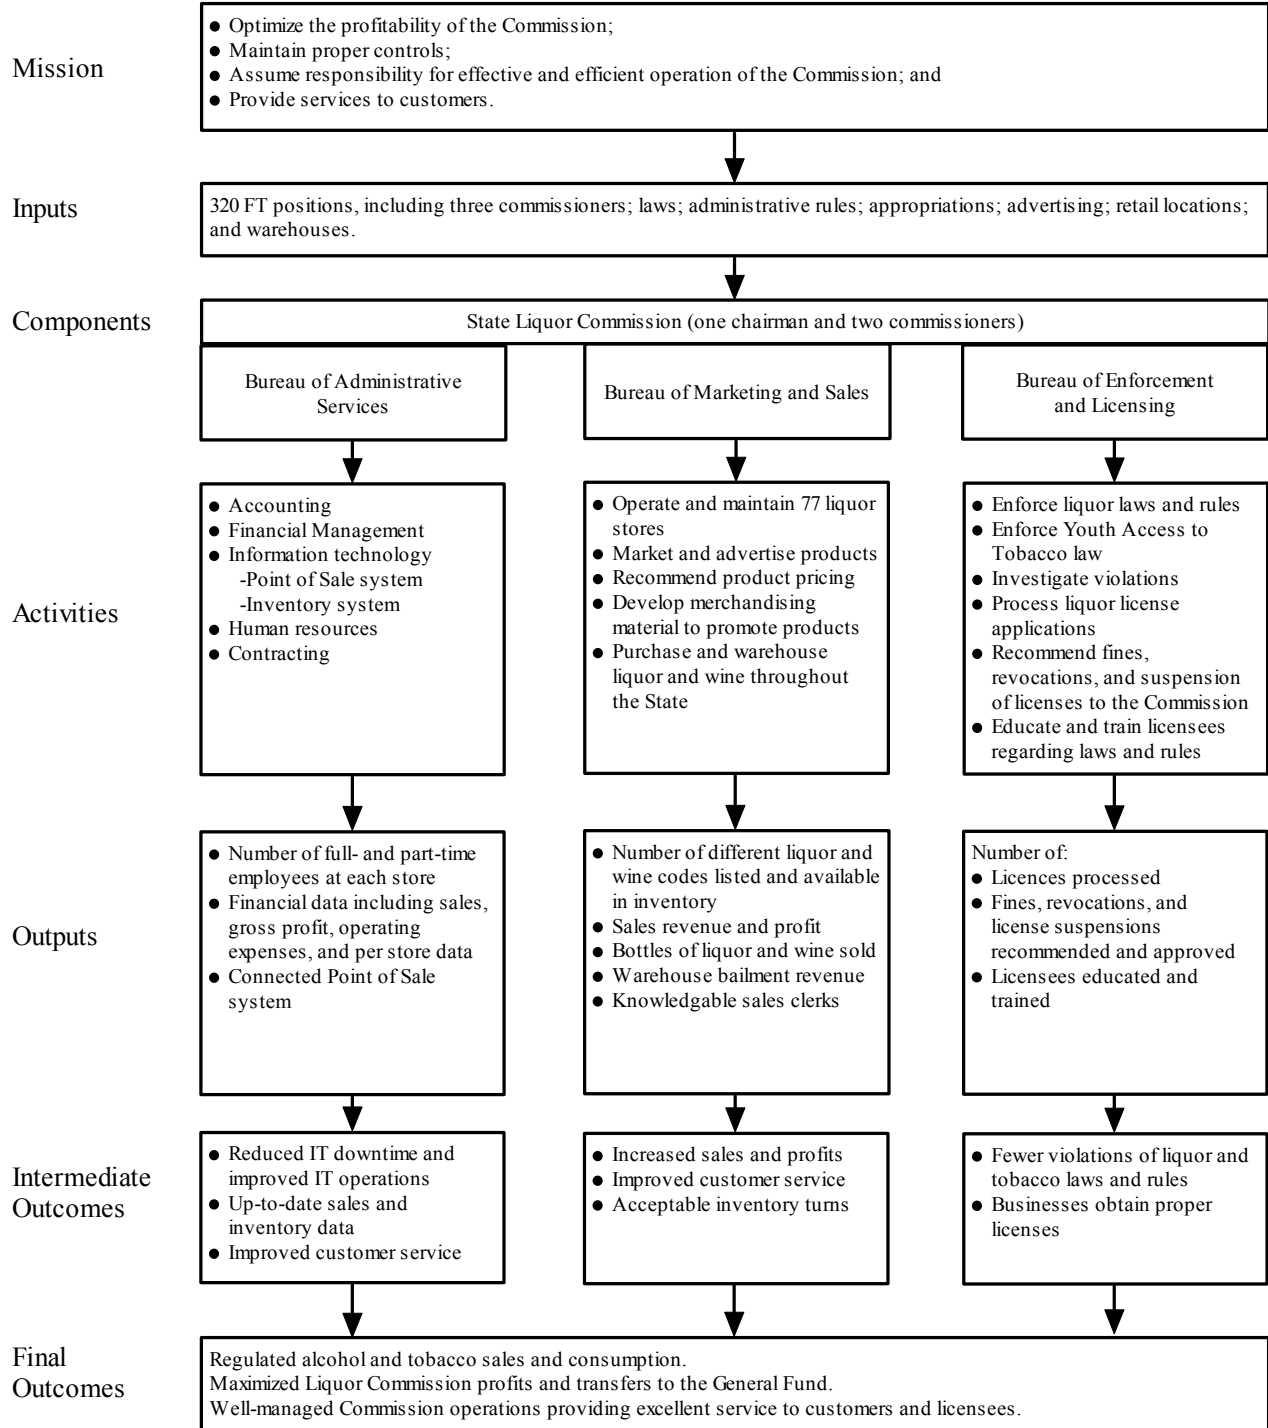 Mission
● Optimize the profitability of the Commission;
● Maintain proper controls;
● Assume responsibility for effective and efficient operation of the Commission; and
● Provide services to customers.
Inputs
320 FT positions, including three commissioners; laws; administrative rules; appropriations; advertising; retail locations;
and warehouses.
Components
State Liquor Commission (one chairman and two commissioners)
Bureau of Administrative
Services
Bureau of Marketing and Sales
Bureau of Enforcement
and Licensing
Activities
● Accounting
● Financial Management
● Information technology
-Point of Sale system
-Inventory system
● Human resources
● Contracting
● Operate and maintain 77 liquor
stores
● Market and advertise products
● Recommend product pricing
● Develop merchandising
material to promote products
● Purchase and warehouse
liquor and wine throughout
the State
● Enforce liquor laws and rules
● Enforce Youth Access to
Tobacco law
● Investigate violations
● Process liquor license
applications
● Recommend fines,
revocations, and suspension
of licenses to the Commission
● Educate and train licensees
regarding laws and rules
Outputs
● Number of full- and part-time
employees at each store
● Financial data including sales,
gross profit, operating
expenses, and per store data
● Connected Point of Sale
system
● Number of different liquor and
wine codes listed and available
in inventory
● Sales revenue and profit
● Bottles of liquor and wine sold
● Warehouse bailment revenue
● Knowledgable sales clerks
Number of:
● Licences processed
● Fines, revocations, and
license suspensions
recommended and approved
● Licensees educated and
trained
Intermediate
Outcomes
● Reduced IT downtime and
improved IT operations
● Up-to-date sales and
inventory data
● Improved customer service
● Increased sales and profits
● Improved customer service
● Acceptable inventory turns
● Fewer violations of liquor and
tobacco laws and rules
● Businesses obtain proper
licenses
Final
Outcomes
Regulated alcohol and tobacco sales and consumption.
Maximized Liquor Commission profits and transfers to the General Fund.
Well-managed Commission operations providing excellent service to customers and licensees.